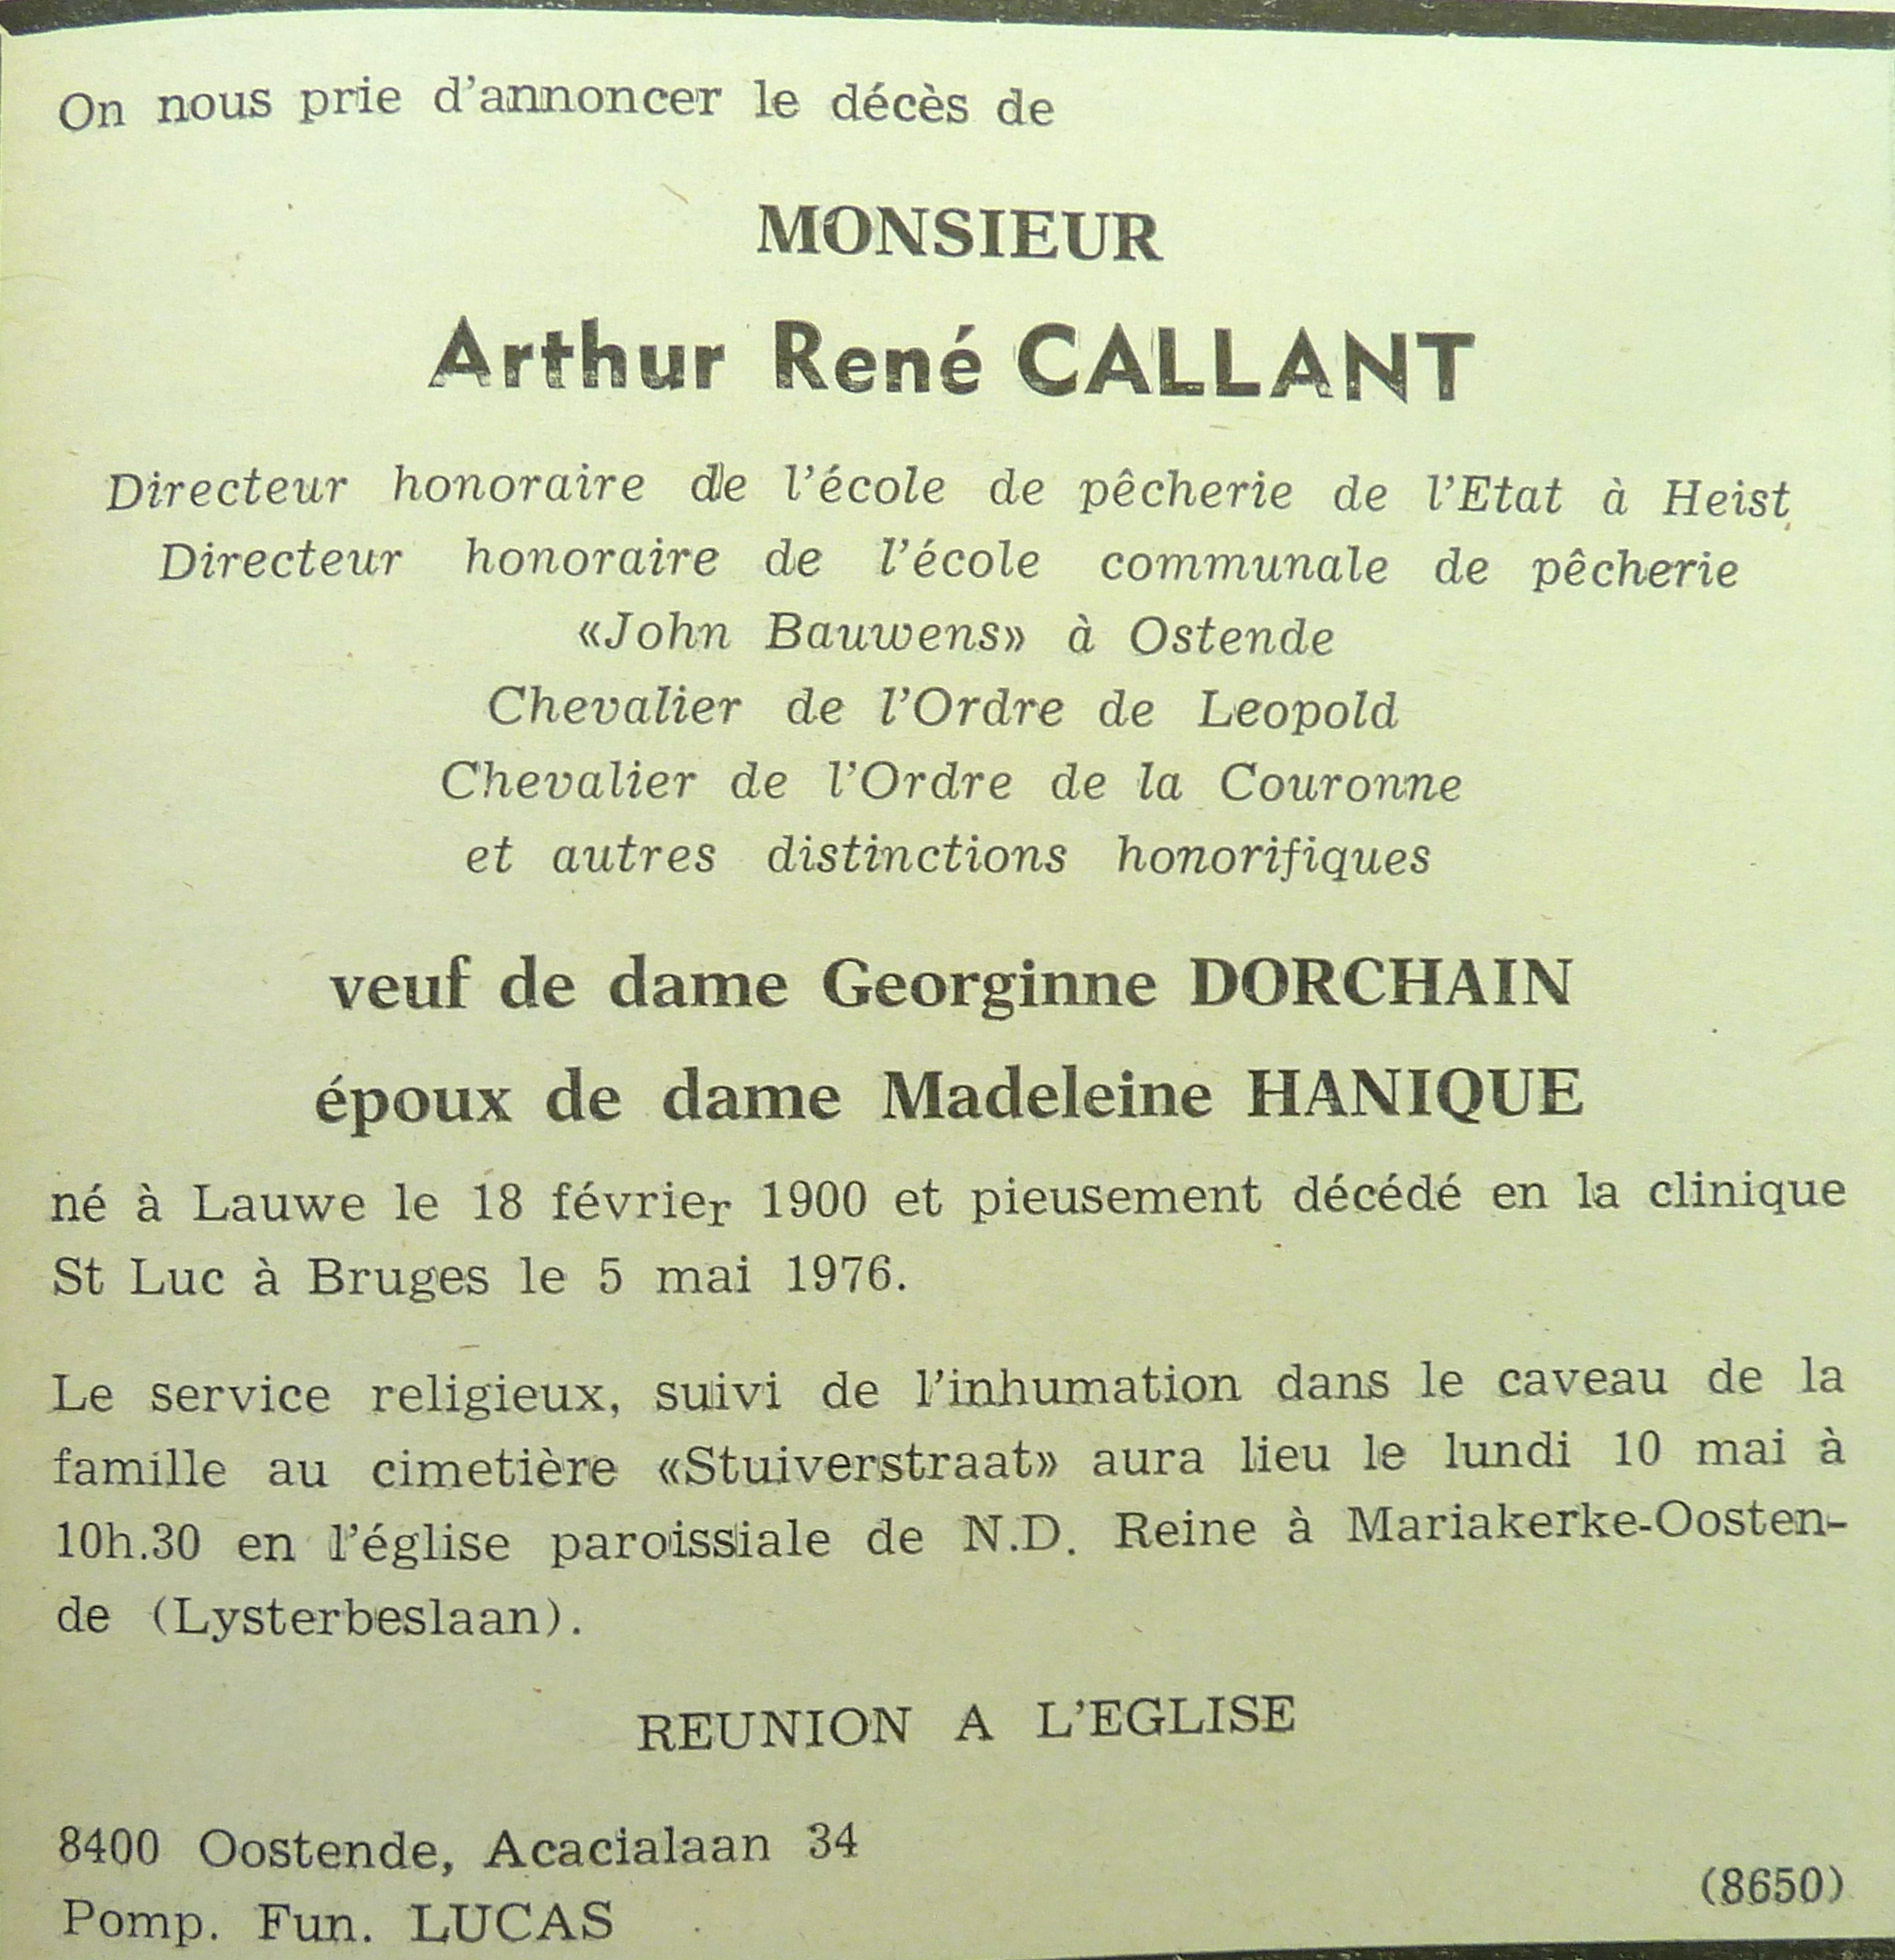 On nous prie d'annoncer le décès de
MONSIEUR
Arthur René CALLANT
Directeur honoraire de l'école de pêcherie de l'Etat à Heist
Directeur honoraire de l'école communale de pêcherie
«John Bauwens» à Ostende
Chevalier de l'Ordre de Leopold
Chevalier de l'Ordre de la Couronne
et autres distinctions honorifiques
veuf de dame Georginne DORCHAIN
époux de dame Madeleine HANIQUE
né à Lauwe le 18 février 1900 et pieusement décédé en la clinique
St Luc à Bruges le 5 mai 1976.
Le service religieux, suivi de l'inhumation dans le caveau de la
famille au cimetière «Stuiverstraat» aura lieu le lundi 10 mai à
10h.30 en l'église paroissiale de N.D. Reine à Mariakerke-Oosten-
de (Lysterbeslaan).
REUNION A L'EGLISE
8400 Oostende, Acacialaan 34
Pomp. Fun. LUCAS
(8650)